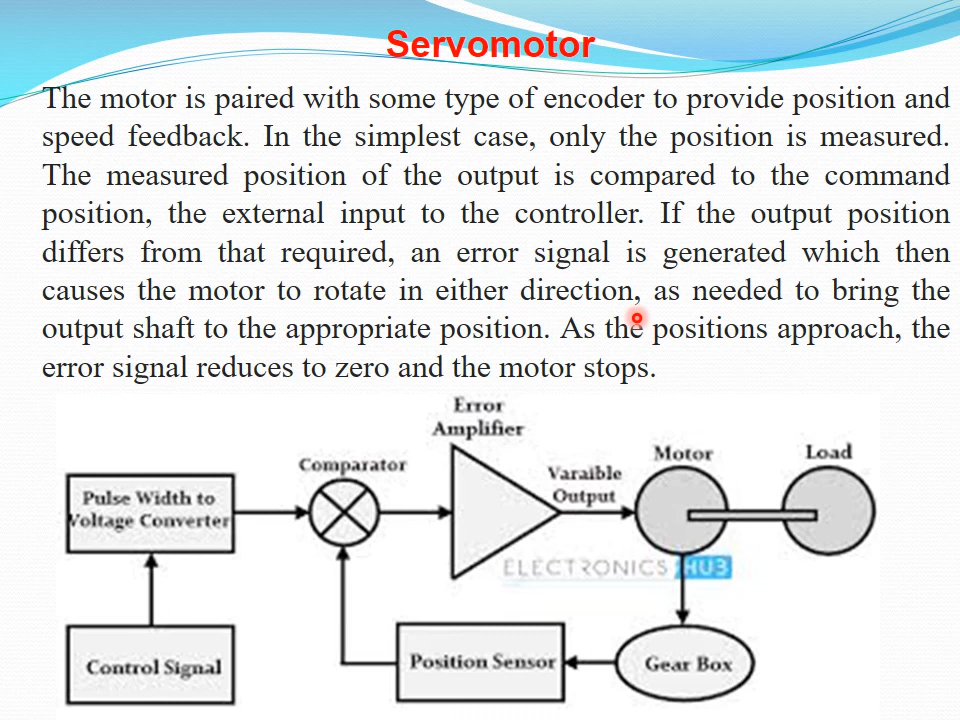 Servomotor
The motor is paired with some type of encoder to provide position and
speed feedback. In the simplest case, only the position is measured.
The measured position of the output is compared to the command
position, the external input to the controller. If the output position
differs from that required, an error signal is generated which then
causes the motor to rotate in either direction, as needed to bring the
output shaft to the appropriate position. As the positions approach, the
error signal reduces to zero and the motor stops.
Error
Amplifier
Comparator
Motor
Load
Varaible
Output
Pulse Width to
Voltage Converter
ELECTRONICS HUB
Control Signal
Position Sensor
Gear Box